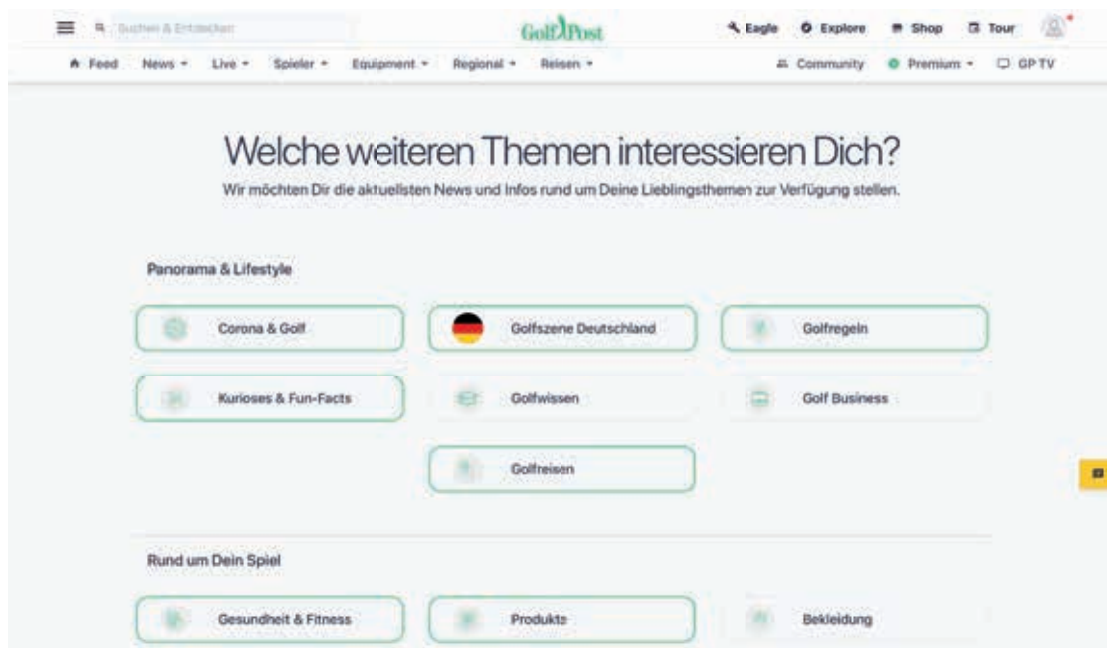 Suchen & Entdecken
Golf Post
Eagle Explore Shop Tour
Feed News Live Spieler Equipment Regional Reisen Community Premium GP TV
Welche weiteren Themen interessieren Dich?
Wir möchten Dir die aktuellsten News und Infos rund um Deine Lieblingsthemen zur Verfügung stellen.
Panorama & Lifestyle
Corona & Golf Golfszene Deutschland Golfregeln
Kurioses & Fun-Facts Golfwissen Golf Business
Golfreisen
Rund um Dein Spiel
Gesundheit & Fitness Produkte Bekleidung